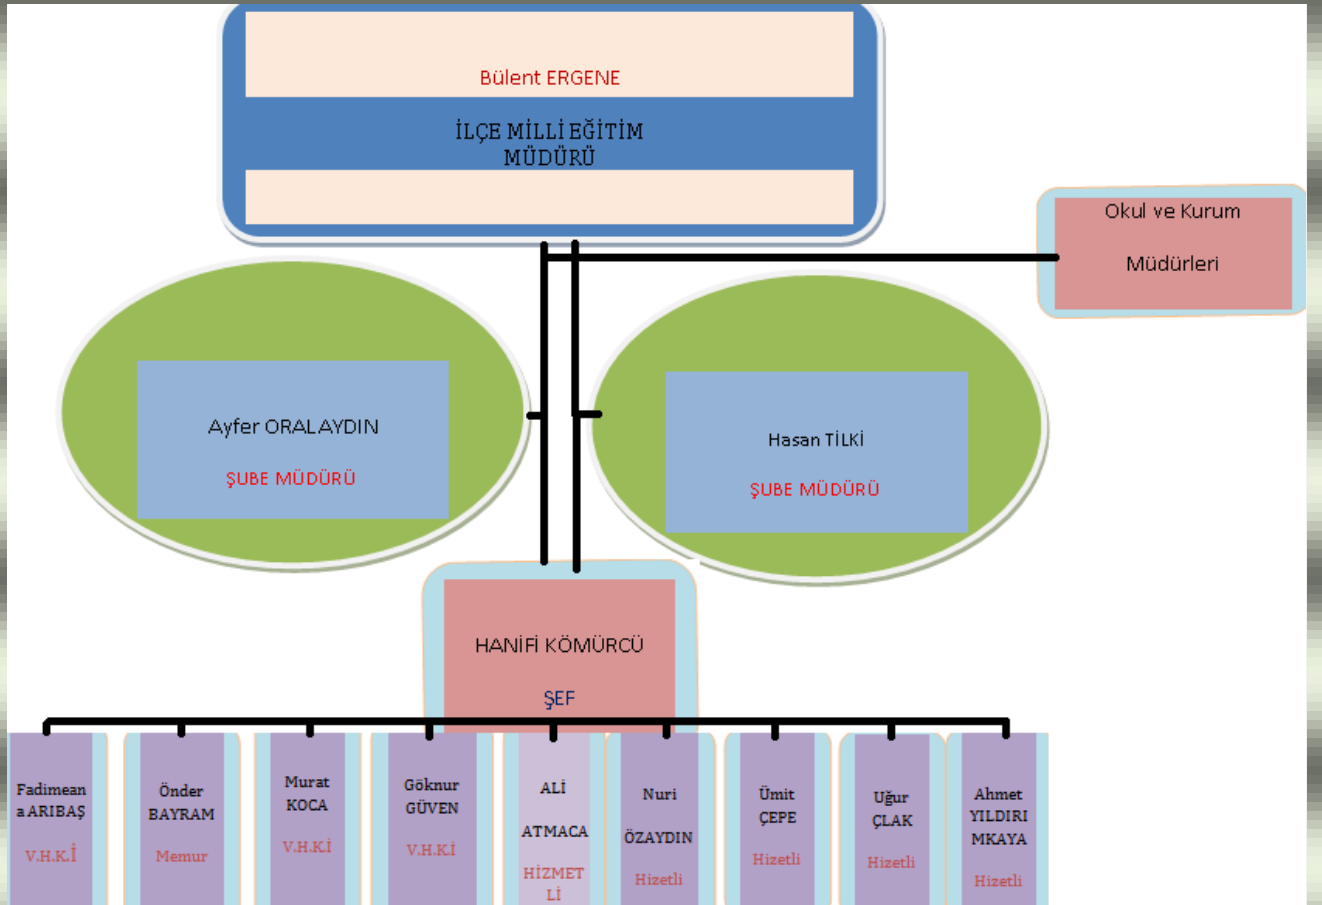 Bülent ERGENE
İLÇE MİLLİ EĞİTİM
MÜDÜRÜ
Okul ve Kurum
Müdürleri
Ayfer ORALAYDIN
ŞUBE MÜDÜRÜ
Hasan TİLKİ
ŞUBE MÜDÜRÜ
HANİFİ KÖMÜRCÜ
ŞEF
Fadimean
a ARIBAŞ
V.H.K.İ
Önder
BAYRAM
Memur
Murat
KOCA
V.H.K.İ
Göknur
GÜVEN
V.H.K.İ
ALİ
ATMACA
HİZMET
Lİ
Nuri
ÖZAYDIN
Hizetli
Ümit
ÇEPE
Hizetli
Uğur
ÇLAK
Hizetli
Ahmet
YILDIRI
MKAYA
Hizetli